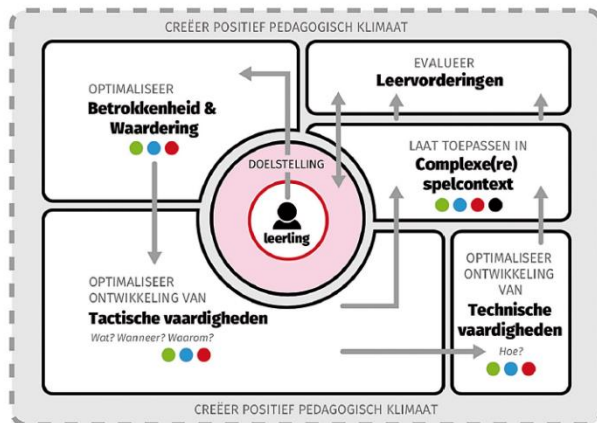 CREËER POSITIEF PEDAGOGISCH KLIMAAT
OPTIMALISEER
Betrokkenheid &
Waardering
EVALUEER
Leervorderingen
DOELSTELLING
leerling
LAAT TOEPASSEN IN
Complexe(re)
spelcontext
OPTIMALISEER
ONTWIKKELING VAN
Tactische vaardigheden
Wat? Wanneer? Waarom?
OPTIMALISEER
ONTWIKKELING
VAN
Technische
vaardigheden
Hoe?
CREËER POSITIEF PEDAGOGISCH KLIMAAT